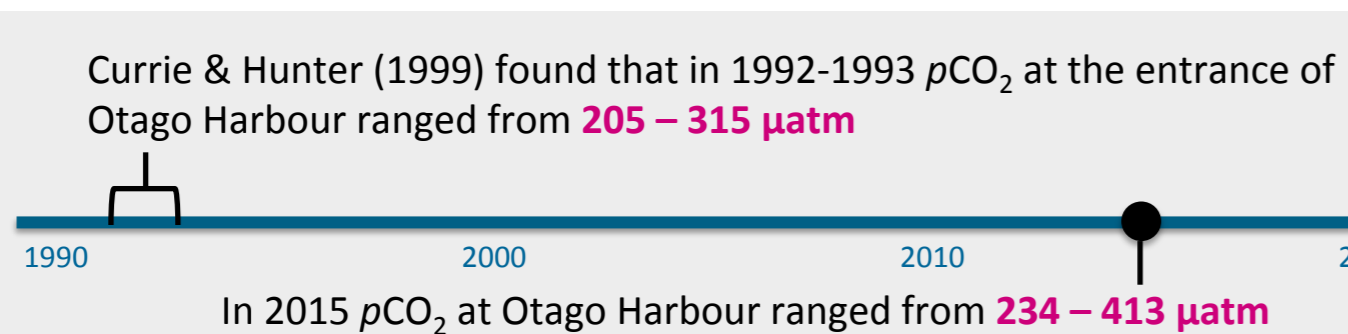 Currie & Hunter (1999) found that in 1992-1993 pCO₂ at the entrance of
Otago Harbour ranged from 205 – 315 µatm
1990 2000 2010 2
In 2015 pCO₂ at Otago Harbour ranged from 234 – 413 µatm